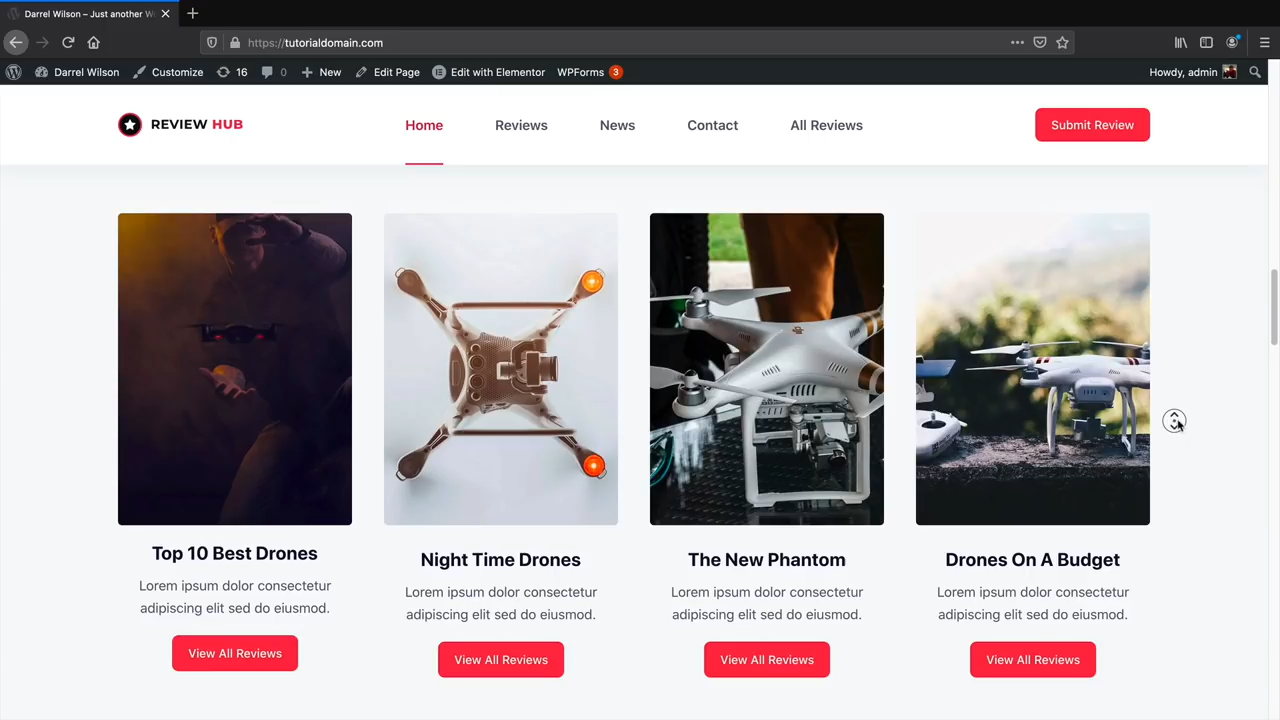 Darrel Wilson – Just another W
https://tutorialdomain.com
Darrel Wilson Customize 16 0 New Edit Page Edit with Elementor WPForms 3 Howdy, admin
REVIEW HUB Home Reviews News Contact All Reviews Submit Review
Top 10 Best Drones
Lorem ipsum dolor consectetur
adipiscing elit sed do eiusmod.
View All Reviews
Night Time Drones
Lorem ipsum dolor consectetur
adipiscing elit sed do eiusmod.
View All Reviews
The New Phantom
Lorem ipsum dolor consectetur
adipiscing elit sed do eiusmod.
View All Reviews
Drones On A Budget
Lorem ipsum dolor consectetur
adipiscing elit sed do eiusmod.
View All Reviews